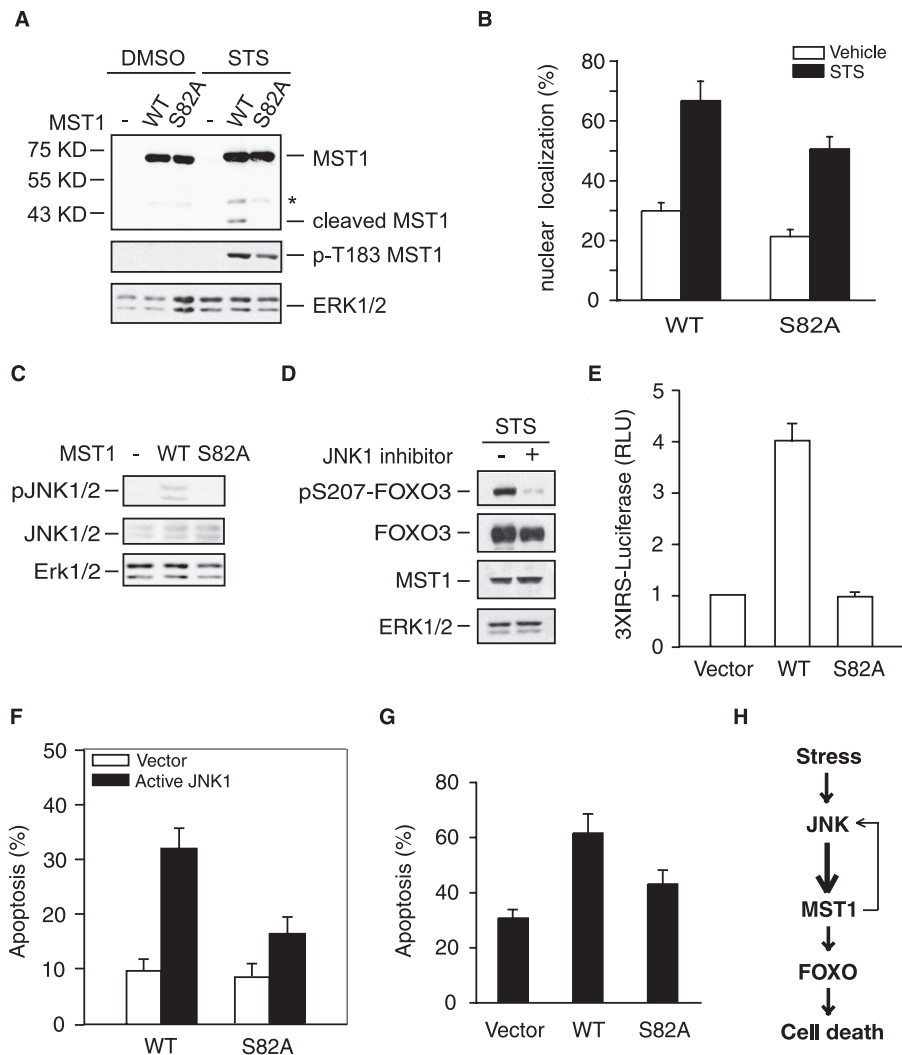 A
DMSO STS
MST1 - WT S82A - WT S82A
75 KD
55 KD
43 KD
MST1
*
cleaved MST1
p-T183 MST1
ERK1/2
B
nuclear localization (%)
80
60
40
20
0
Vehicle
STS
WT S82A
C
MST1 - WT S82A
pJNK1/2
JNK1/2
Erk1/2
D
STS
JNK1 inhibitor - +
pS207-FOXO3
FOXO3
MST1
ERK1/2
E
3XIRS-Luciferase (RLU)
5
4
3
2
1
0
Vector WT S82A
F
Apoptosis (%)
50
40
30
20
10
0
Vector
Active JNK1
WT S82A
G
Apoptosis (%)
80
60
40
20
0
Vector WT S82A
H
Stress
JNK
MST1
FOXO
Cell death